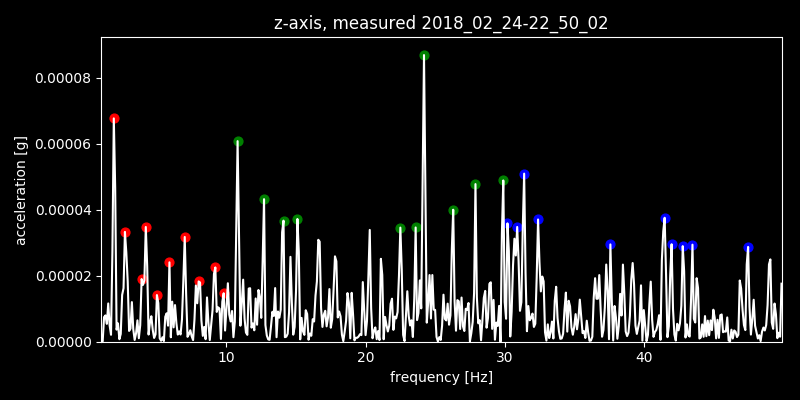 z-axis, measured 2018_02_24-22_50_02
0.00008
0.00006
0.00004
0.00002
0.00000
acceleration [g]
10 20 30 40
frequency [Hz]